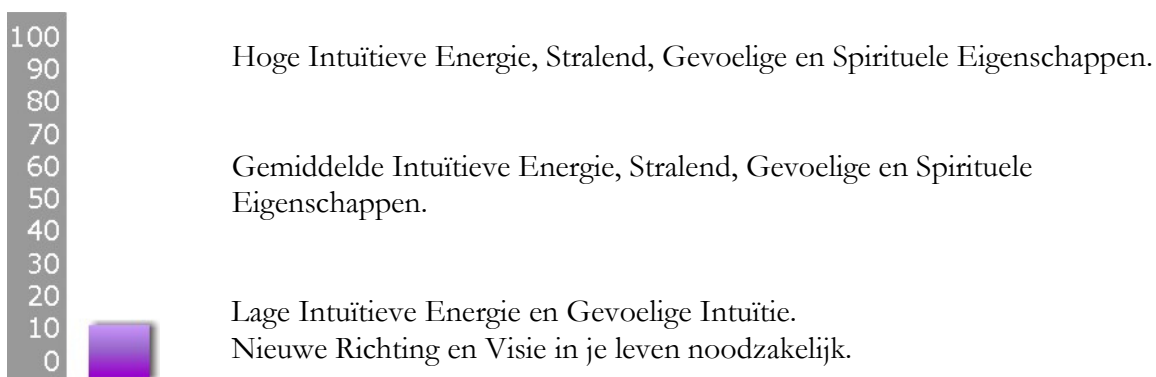 100
90
80
70
60
50
40
30
20
10
0
Hoge Intuïtieve Energie, Stralend, Gevoelige en Spirituele Eigenschappen.
Gemiddelde Intuïtieve Energie, Stralend, Gevoelige en Spirituele
Eigenschappen.
Lage Intuïtieve Energie en Gevoelige Intuïtie.
Nieuwe Richting en Visie in je leven noodzakelijk.